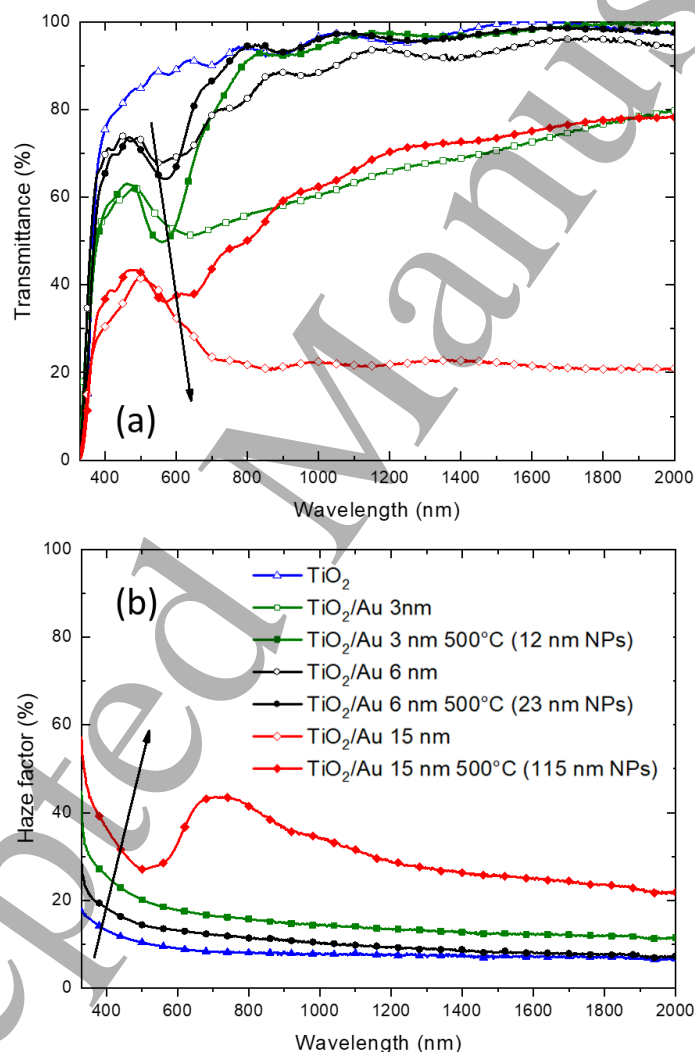 100
80
60
40
20
0
Transmittance (%)
(a)
400 600 800 1000 1200 1400 1600 1800 2000
Wavelength (nm)
100
80
60
40
20
0
Haze factor (%)
(b)
TiO2
TiO2/Au 3nm
TiO2/Au 3 nm 500°C (12 nm NPs)
TiO2/Au 6 nm
TiO2/Au 6 nm 500°C (23 nm NPs)
TiO2/Au 15 nm
TiO2/Au 15 nm 500°C (115 nm NPs)
400 600 800 1000 1200 1400 1600 1800 2000
Wavelength (nm)
pted Manus